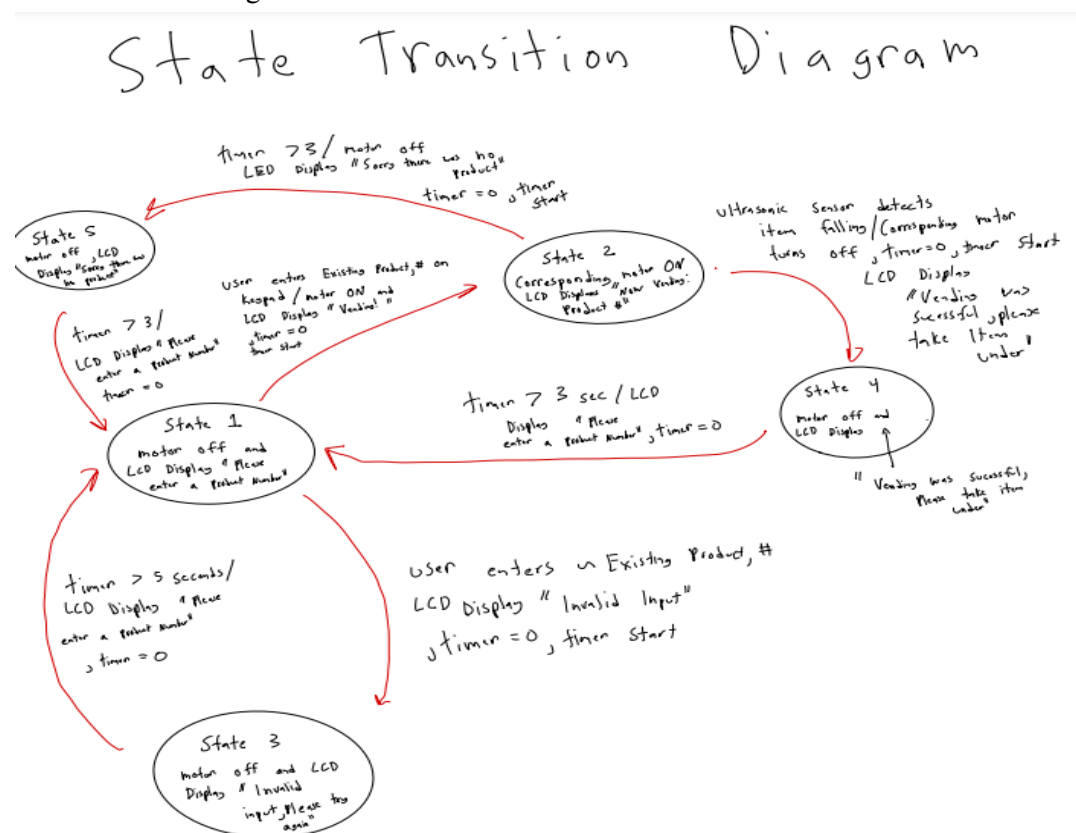 State Transition Diagram
timer >3/ motor off
LED Display "Sorry there was no
Product"
timer =0 , timer
start
State 5
motor off , LCD
Display "Sorry there was
no product"
timer >3/
LCD Display "Please
enter a Product Number"
timer =0
user enters Existing Product, # on
keypad / motor ON and
LCD Display "Vending! "
, timer =0
timer start
State 2
Corresponding motor ON
LCD Displays "Now Vending:
Product #"
ultrasonic sensor detects
item falling/Corresponding motor
turns off , timer=0 , timer start
LCD Display
"Vending was
sucessful , please
take Item
under"
State 4
motor off and
LCD Display
" Vending was sucessful,
Please take item
under"
timer > 3 sec / LCD
Display "Please
enter a Product Number" , timer =0
State 1
motor off and
LCD Display "Please
enter a Product Number"
timer > 5 seconds/
LCD Display "Please
enter a Product Number"
, timer =0
user enters un Existing Product, #
LCD Display " Invalid Input"
, timer =0 , timer start
State 3
motor off and LCD
Display " Invalid
input, Please try
again"